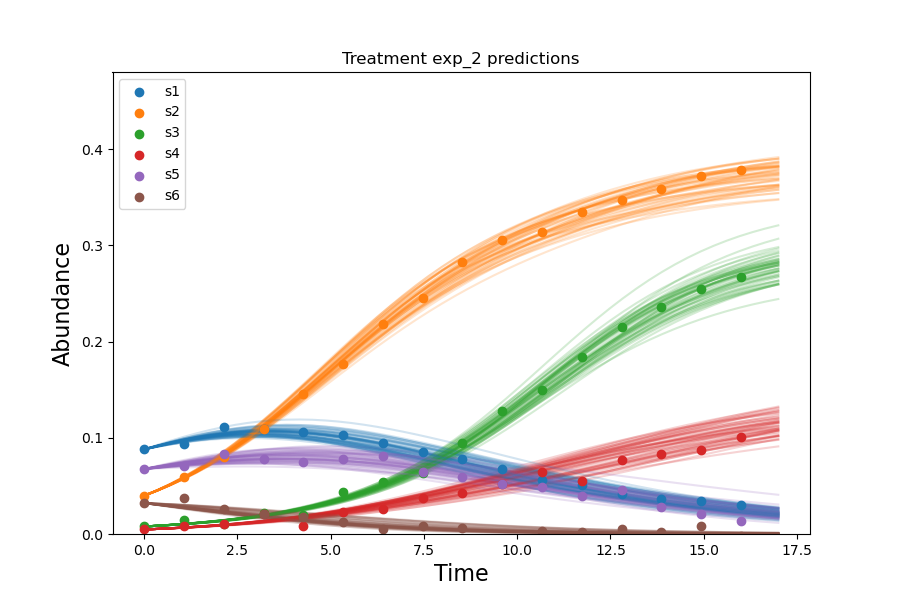 Treatment exp_2 predictions
s1
s2
s3
s4
s5
s6
Abundance
0.4
0.3
0.2
0.1
0.0
0.0 2.5 5.0 7.5 10.0 12.5 15.0 17.5
Time